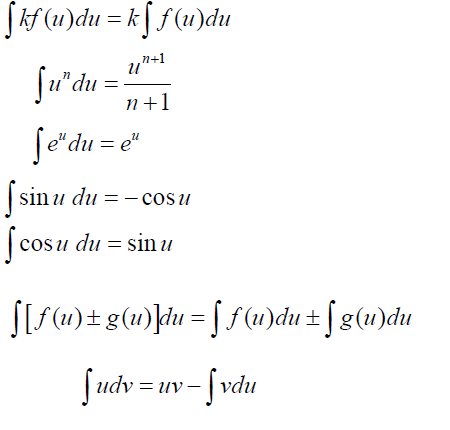 ∫kf(u)du = k∫f(u)du
∫uⁿdu = uⁿ⁺¹/n+1
∫eᵘdu = eᵘ
∫sin u du = −cos u
∫cos u du = sin u
∫[f(u)±g(u)]du = ∫f(u)du ± ∫g(u)du
∫udv = uv − ∫vdu